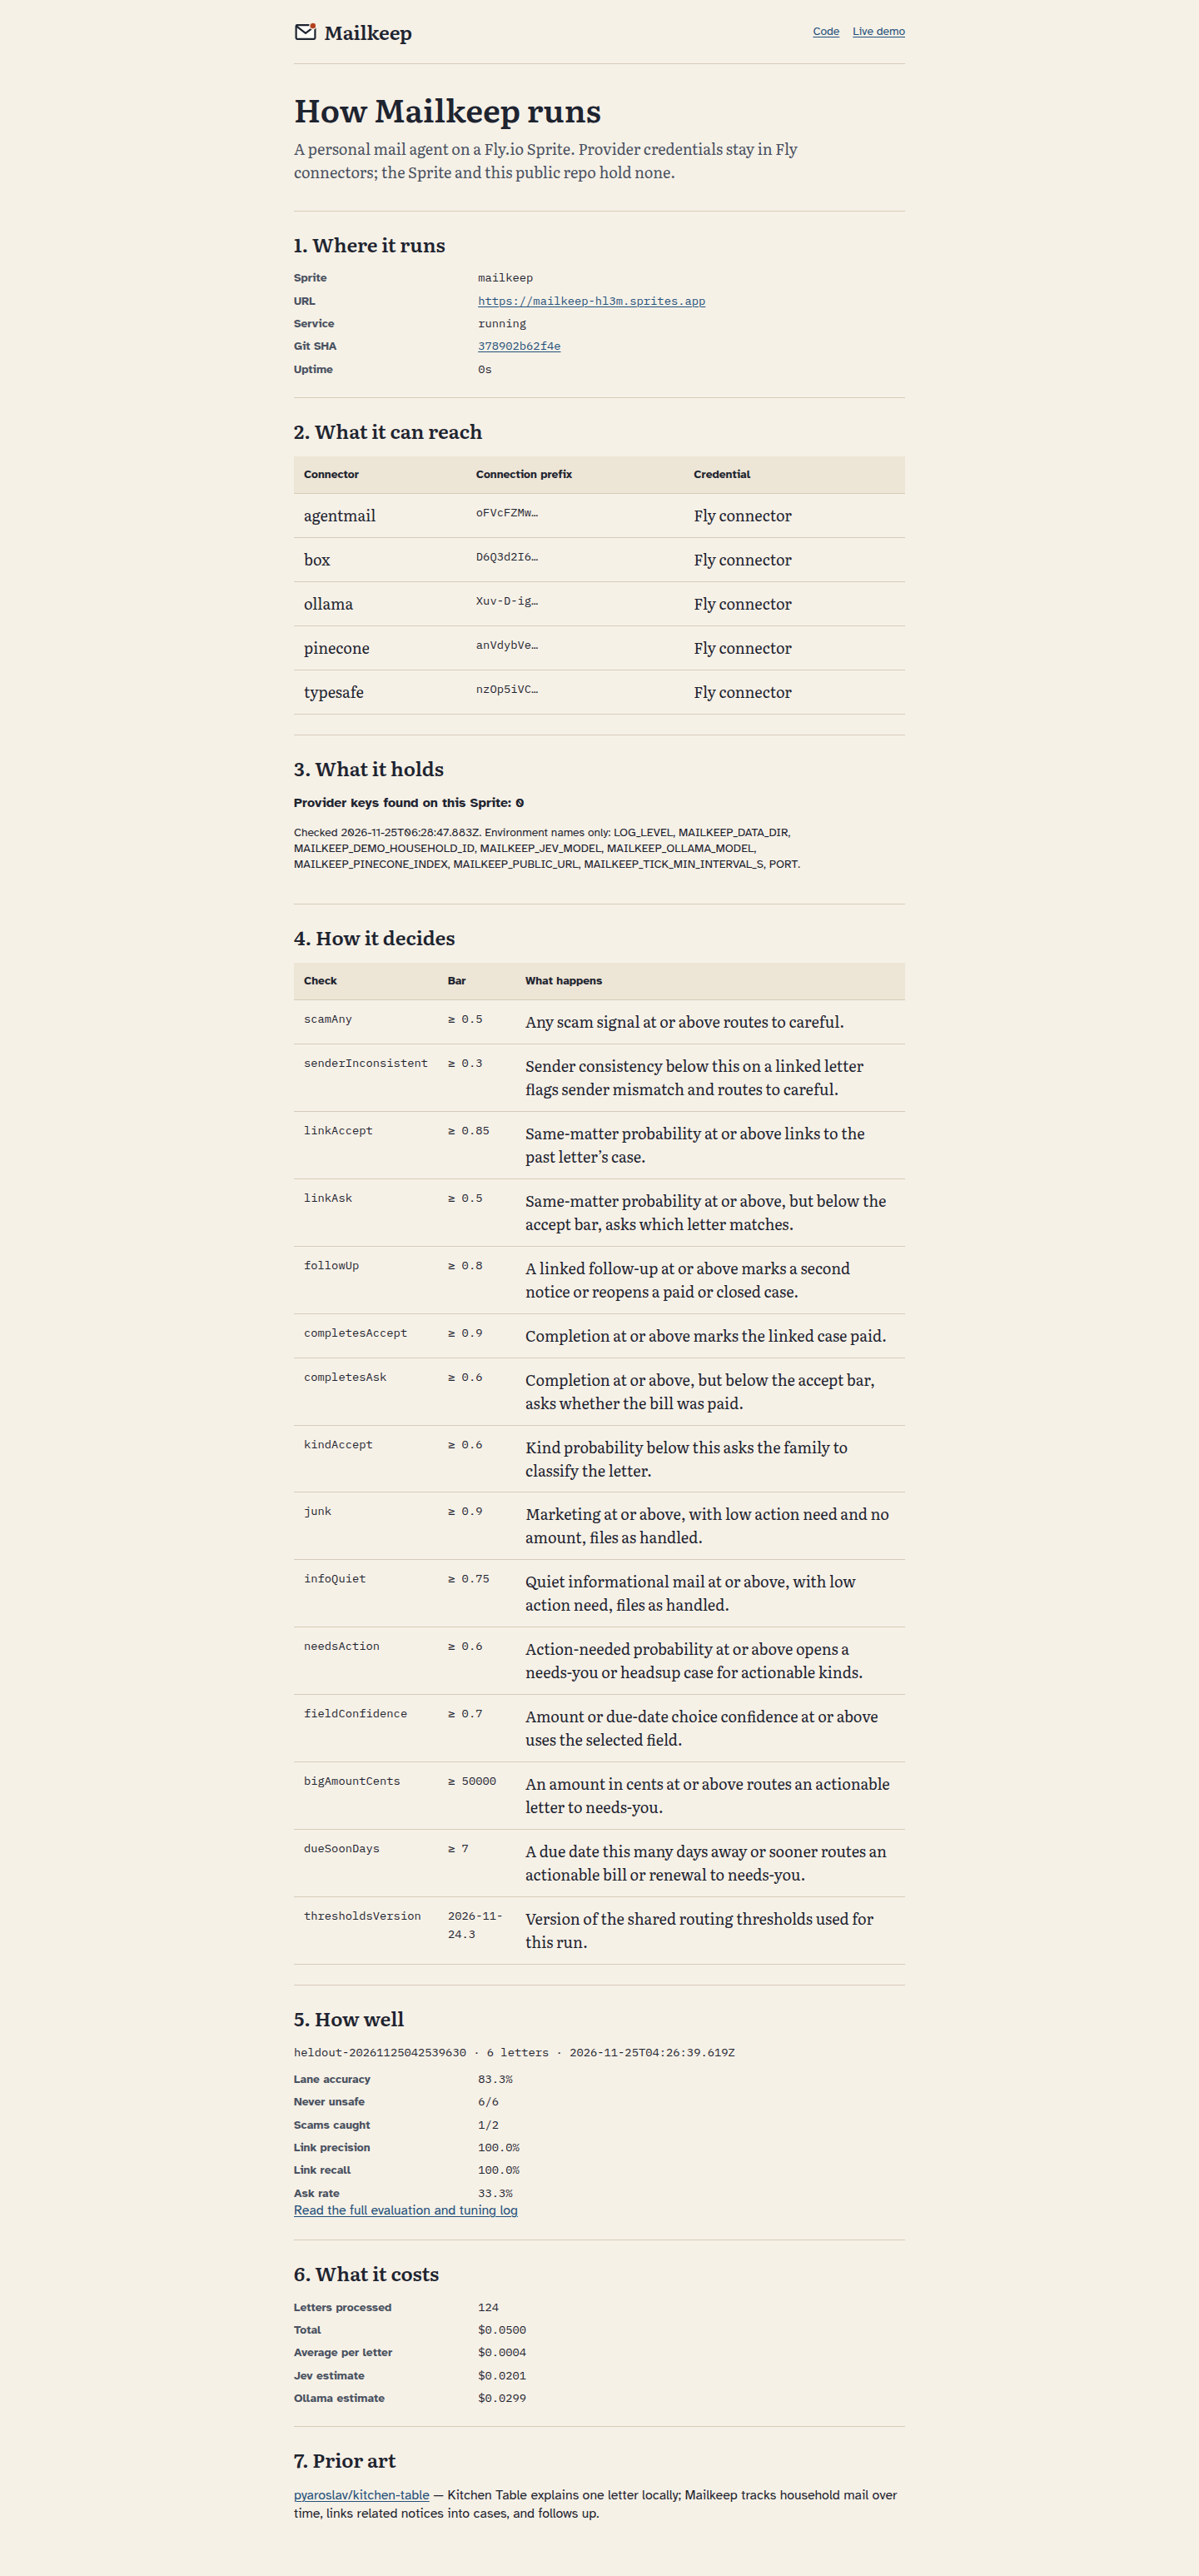 Mailkeep
Code Live demo
How Mailkeep runs
A personal mail agent on a Fly.io Sprite. Provider credentials stay in Fly
connectors; the Sprite and this public repo hold none.
1. Where it runs
Sprite mailkeep
URL https://mailkeep-hl3m.sprites.app
Service running
Git SHA 378902b62f4e
Uptime 0s
2. What it can reach
Connector Connection prefix Credential
agentmail oFVcFZMw… Fly connector
box D6Q3d2I6… Fly connector
ollama Xuv-D-ig… Fly connector
pinecone anVdybVe… Fly connector
typesafe nzOp5iVC… Fly connector
3. What it holds
Provider keys found on this Sprite: 0
Checked 2026-11-25T06:28:47.883Z. Environment names only: LOG_LEVEL, MAILKEEP_DATA_DIR,
MAILKEEP_DEMO_HOUSEHOLD_ID, MAILKEEP_JEV_MODEL, MAILKEEP_OLLAMA_MODEL,
MAILKEEP_PINECONE_INDEX, MAILKEEP_PUBLIC_URL, MAILKEEP_TICK_MIN_INTERVAL_S, PORT.
4. How it decides
Check Bar What happens
scamAny ≥ 0.5 Any scam signal at or above routes to careful.
senderInconsistent ≥ 0.3 Sender consistency below this on a linked letter
flags sender mismatch and routes to careful.
linkAccept ≥ 0.85 Same-matter probability at or above links to the
past letter’s case.
linkAsk ≥ 0.5 Same-matter probability at or above, but below the
accept bar, asks which letter matches.
followUp ≥ 0.8 A linked follow-up at or above marks a second
notice or reopens a paid or closed case.
completesAccept ≥ 0.9 Completion at or above marks the linked case paid.
completesAsk ≥ 0.6 Completion at or above, but below the accept bar,
asks whether the bill was paid.
kindAccept ≥ 0.6 Kind probability below this asks the family to
classify the letter.
junk ≥ 0.9 Marketing at or above, with low action need and no
amount, files as handled.
infoQuiet ≥ 0.75 Quiet informational mail at or above, with low
action need, files as handled.
needsAction ≥ 0.6 Action-needed probability at or above opens a
needs-you or headsup case for actionable kinds.
fieldConfidence ≥ 0.7 Amount or due-date choice confidence at or above
uses the selected field.
bigAmountCents ≥ 50000 An amount in cents at or above routes an actionable
letter to needs-you.
dueSoonDays ≥ 7 A due date this many days away or sooner routes an
actionable bill or renewal to needs-you.
thresholdsVersion 2026-11- Version of the shared routing thresholds used for
24.3 this run.
5. How well
heldout-20261125042539630 · 6 letters · 2026-11-25T04:26:39.619Z
Lane accuracy 83.3%
Never unsafe 6/6
Scams caught 1/2
Link precision 100.0%
Link recall 100.0%
Ask rate 33.3%
Read the full evaluation and tuning log
6. What it costs
Letters processed 124
Total $0.0500
Average per letter $0.0004
Jev estimate $0.0201
Ollama estimate $0.0299
7. Prior art
pyaroslav/kitchen-table — Kitchen Table explains one letter locally; Mailkeep tracks household mail over
time, links related notices into cases, and follows up.